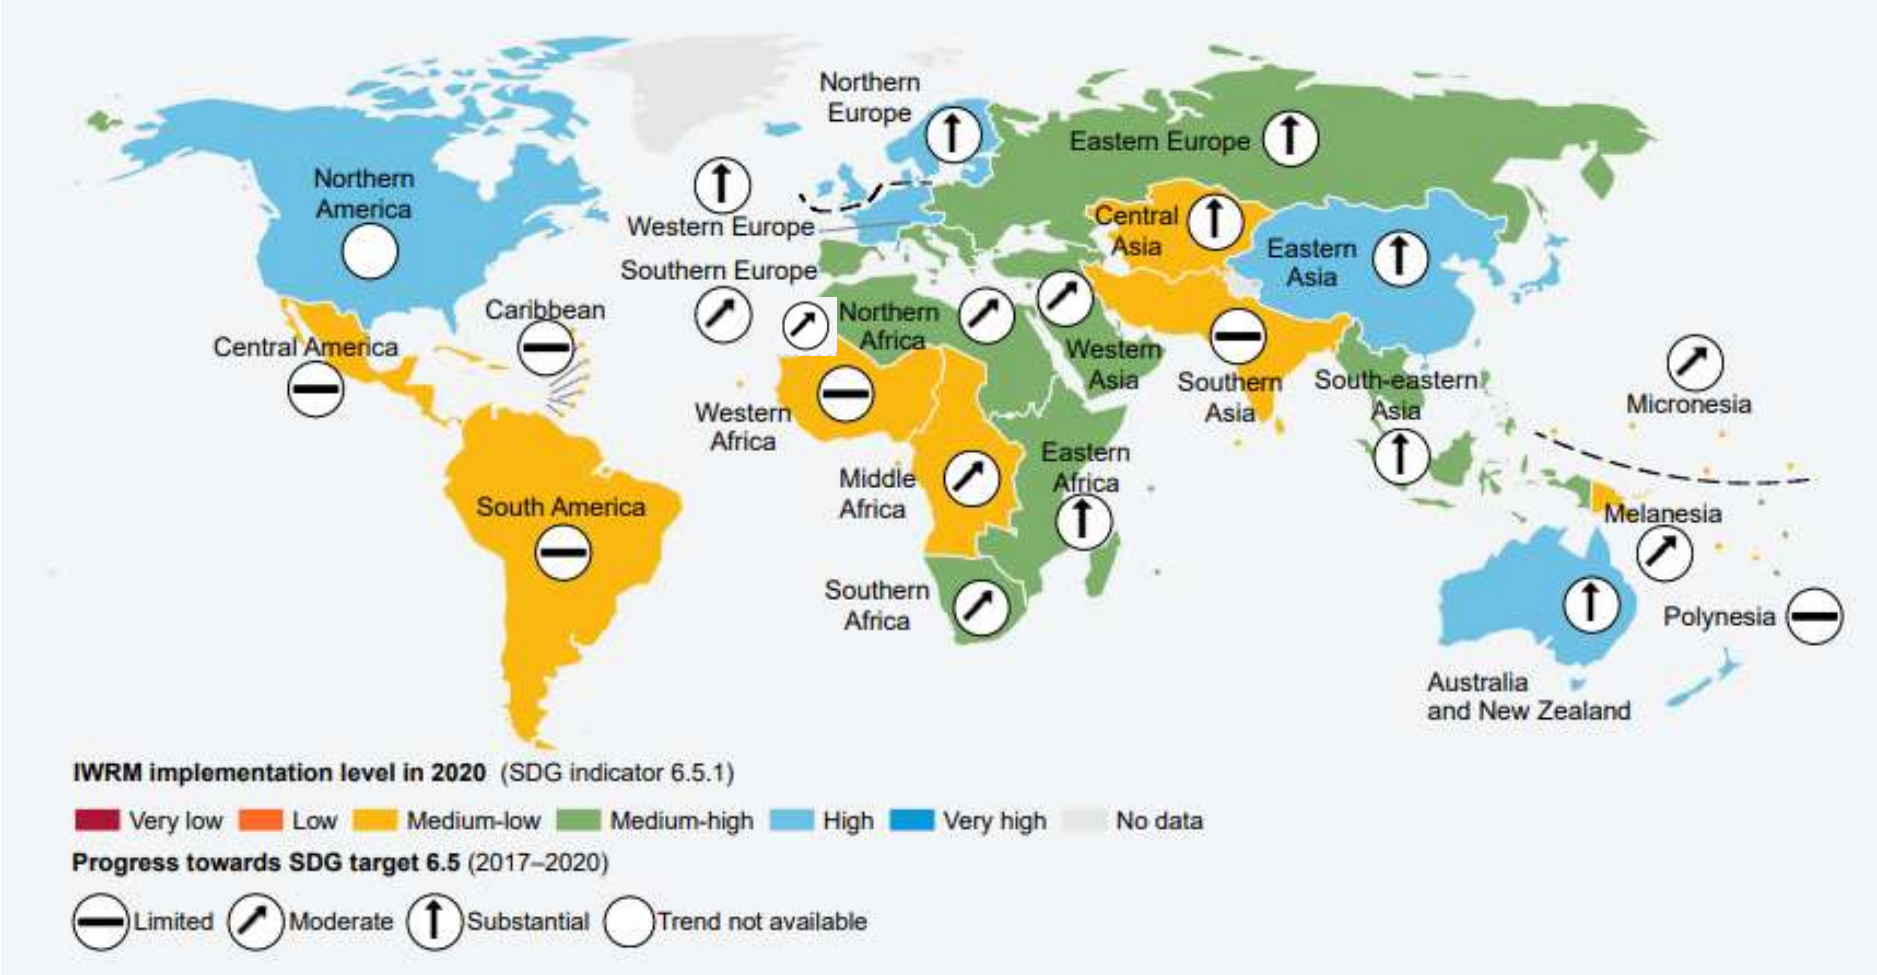 Northern
Europe
Eastern Europe
Northern
America
Western Europe
Central
Asia
Eastern
Asia
Southern Europe
Caribbean
Northern
Africa
Central America
Western
Asia
Southern
Asia
South-eastern
Asia
Micronesia
Western
Africa
Eastern
Africa
Middle
Africa
South America
Melanesia
Southern
Africa
Polynesia
Australia
and New Zealand
IWRM implementation level in 2020 (SDG indicator 6.5.1)
Very low Low Medium-low Medium-high High Very high No data
Progress towards SDG target 6.5 (2017–2020)
Limited Moderate Substantial Trend not available